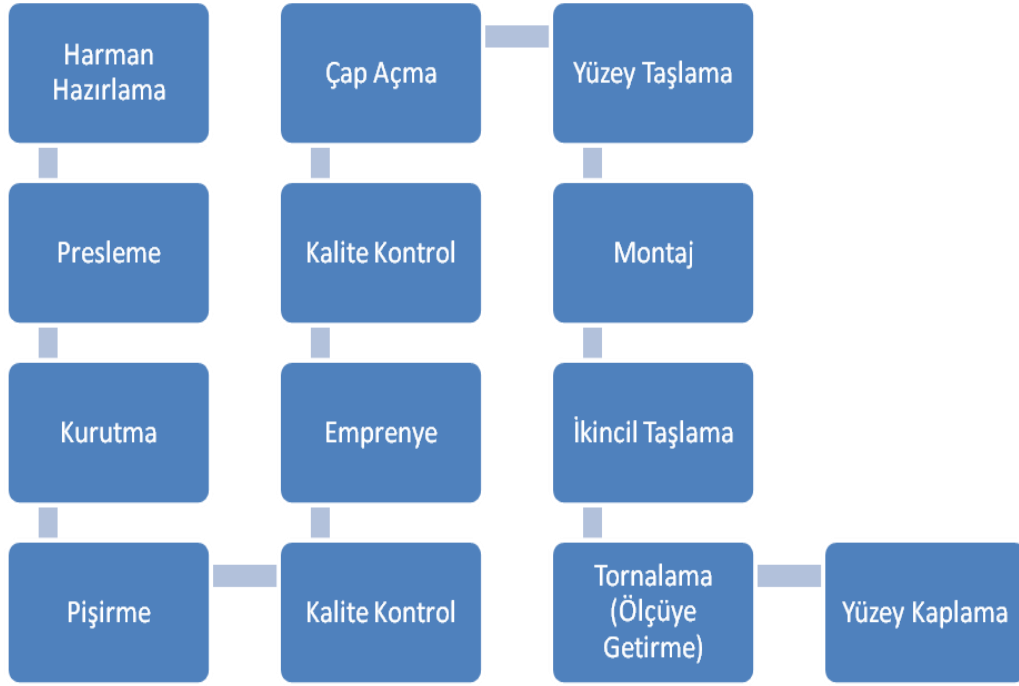 Harman
Hazırlama
Presleme
Kurutma
Pişirme
Kalite Kontrol
Emprenye
Kalite Kontrol
Çap Açma
Yüzey Taşlama
Montaj
İkincil Taşlama
Tornalama
(Ölçüye
Getirme)
Yüzey Kaplama